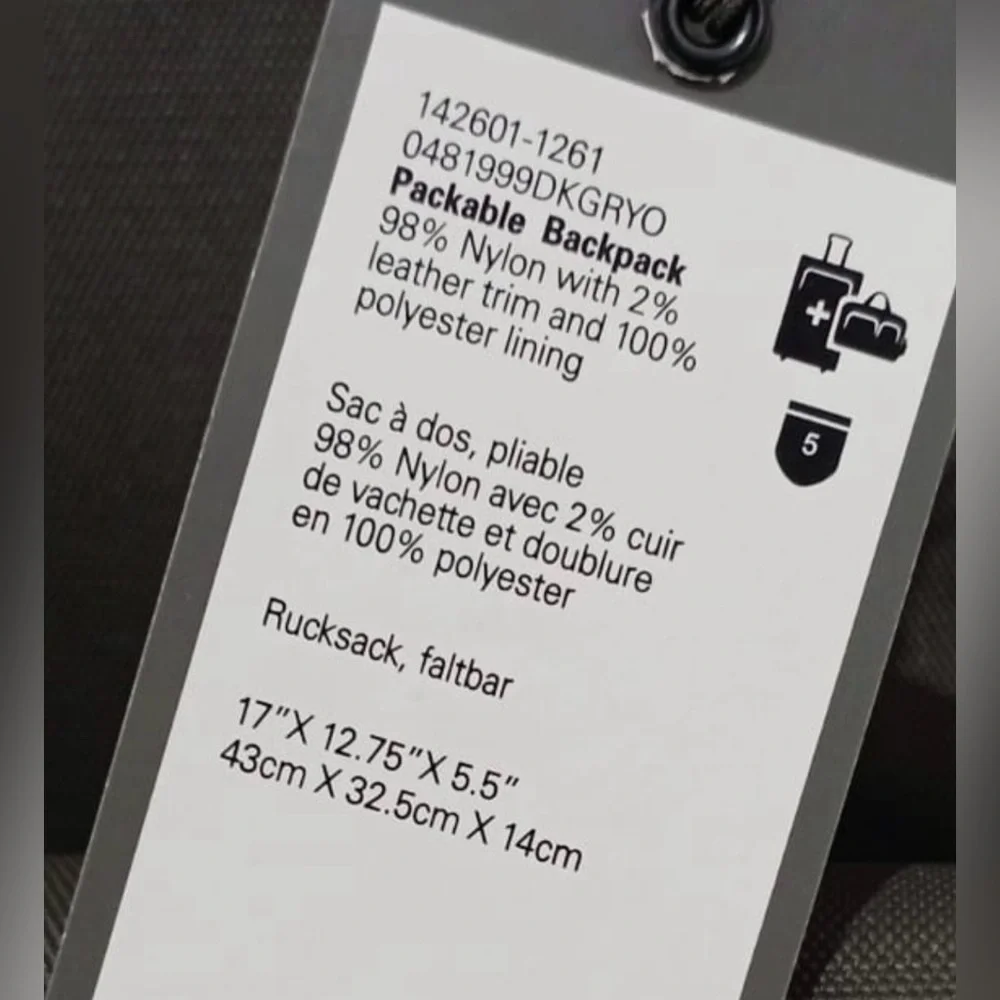 142601-1261
0481999DKGRYO
Packable Backpack
98% Nylon with 2%
leather trim and 100%
polyester lining
Sac à dos, pliable
98% Nylon avec 2% cuir
de vachette et doublure
en 100% polyester
Rucksack, faltbar
17"X 12.75"X 5.5"
43cm X 32.5cm X 14cm
5